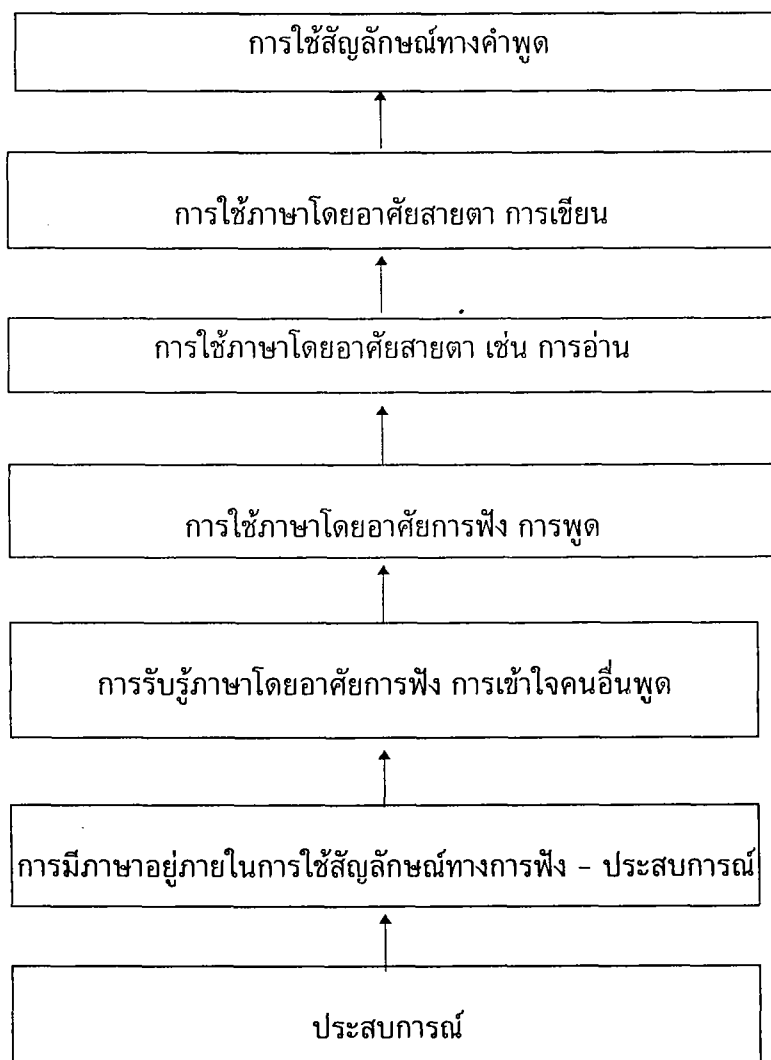 การใช้สัญลักษณ์ทางคำพูด
การใช้ภาษาโดยอาศัยสายตา การเขียน
การใช้ภาษาโดยอาศัยสายตา เช่น การอ่าน
การใช้ภาษาโดยอาศัยการฟัง การพูด
การรับรู้ภาษาโดยอาศัยการฟัง การเข้าใจคนอื่นพูด
การมีภาษาอยู่ภายในการใช้สัญลักษณ์ทางการฟัง – ประสบการณ์
ประสบการณ์